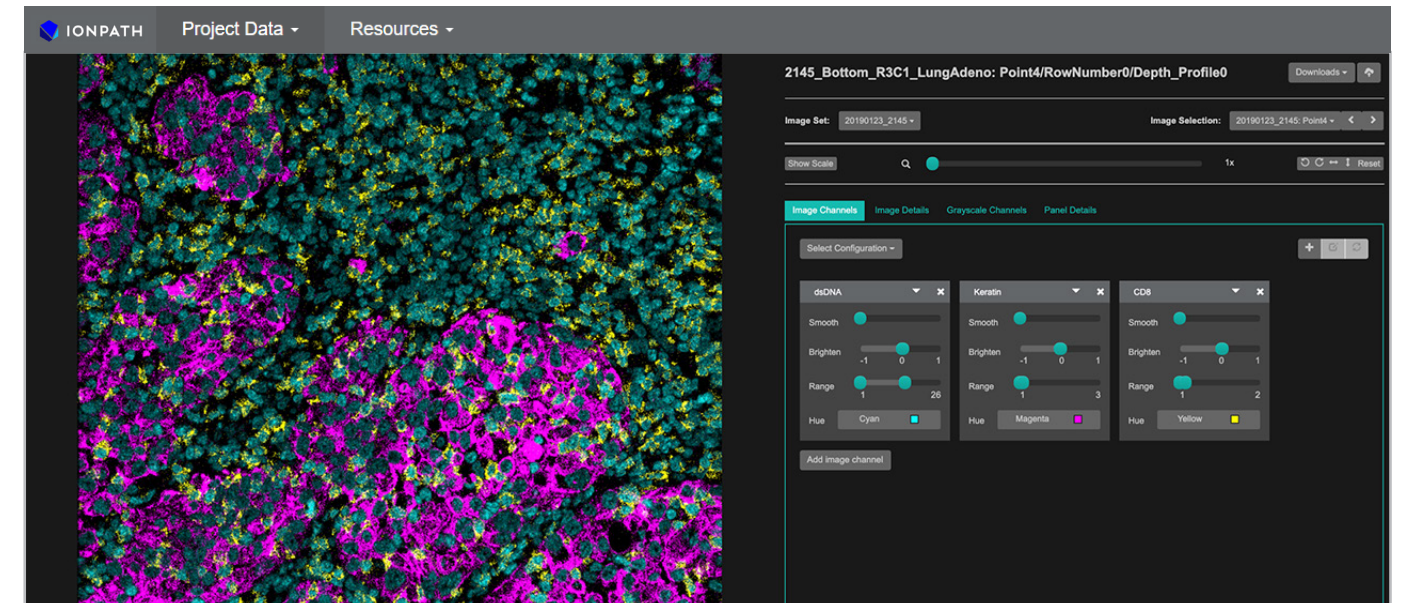 IONPATH Project Data Resources
2145_Bottom_R3C1_LungAdeno: Point4/RowNumber0/Depth_Profile0 Downloads
Image Set: 20190123_2145 Image Selection: 20190123_2145: Point4
Show Scale 1x Reset
Image Channels Image Details Grayscale Channels Panel Details
Select Configuration
dsDNA Keratin CD8
Smooth Smooth Smooth
Brighten Brighten Brighten
-1 0 1 -1 0 1 -1 0 1
Range Range Range
1 26 1 3 1 2
Hue Cyan Hue Magenta Hue Yellow
Add image channel